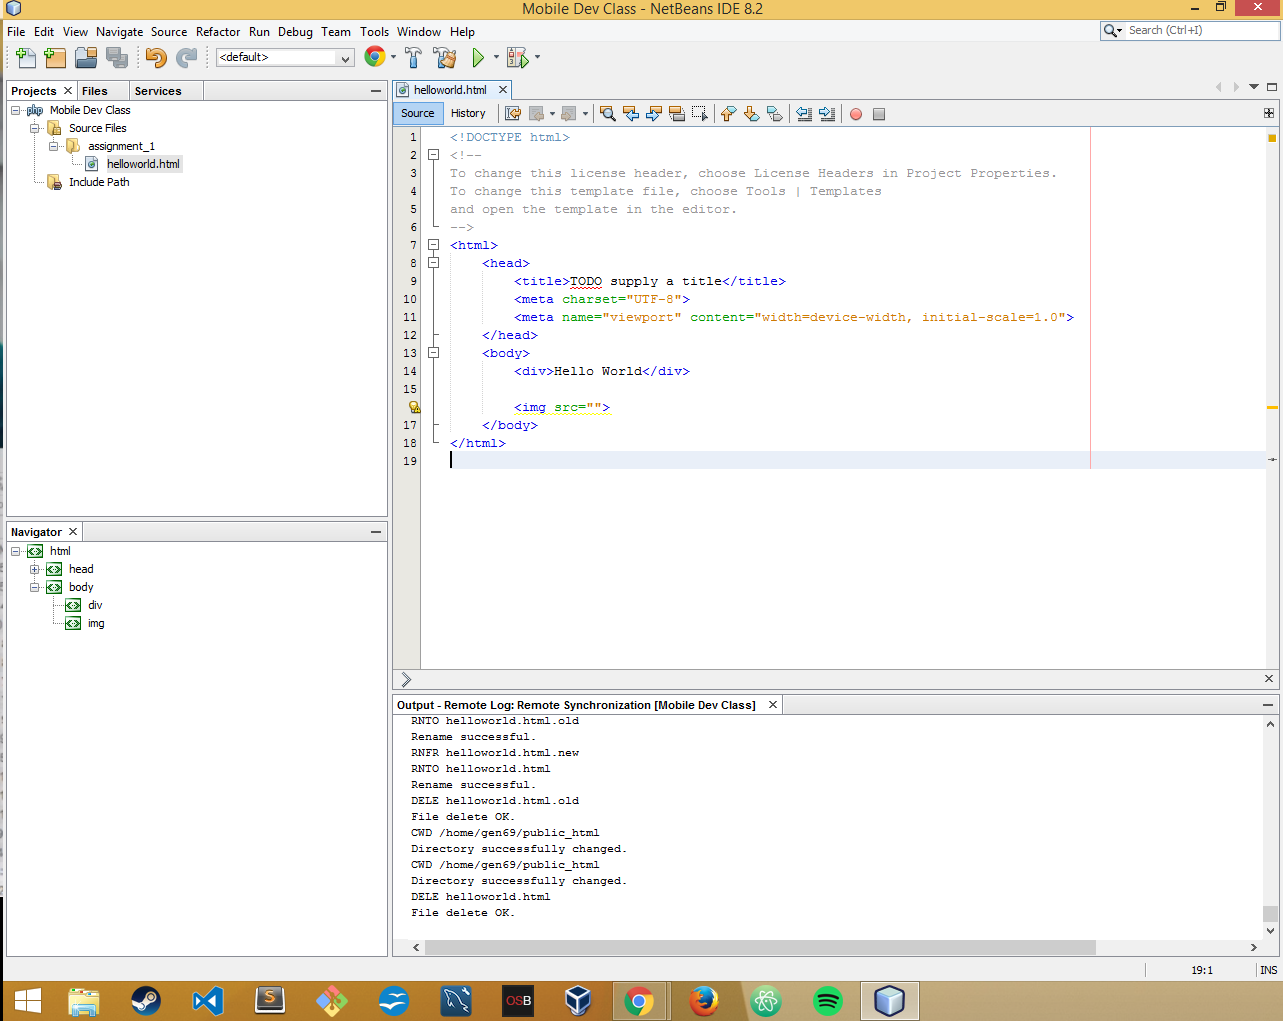 Mobile Dev Class - NetBeans IDE 8.2
File Edit View Navigate Source Refactor Run Debug Team Tools Window Help
Search (Ctrl+I)
<default>
Projects Files Services
Mobile Dev Class
Source Files
assignment_1
helloworld.html
Include Path
Navigator
html
head
body
div
img
helloworld.html
Source History
1 <!DOCTYPE html>
2 <!--
3 To change this license header, choose License Headers in Project Properties.
4 To change this template file, choose Tools | Templates
5 and open the template in the editor.
6 -->
7 <html>
8 <head>
9 <title>TODO supply a title</title>
10 <meta charset="UTF-8">
11 <meta name="viewport" content="width=device-width, initial-scale=1.0">
12 </head>
13 <body>
14 <div>Hello World</div>
15
<img src="">
17 </body>
18 </html>
19
Output - Remote Log: Remote Synchronization [Mobile Dev Class]
RNTO helloworld.html.old
Rename successful.
RNFR helloworld.html.new
RNTO helloworld.html
Rename successful.
DELE helloworld.html.old
File delete OK.
CWD /home/gen69/public_html
Directory successfully changed.
CWD /home/gen69/public_html
Directory successfully changed.
DELE helloworld.html
File delete OK.
19:1 INS
OSB